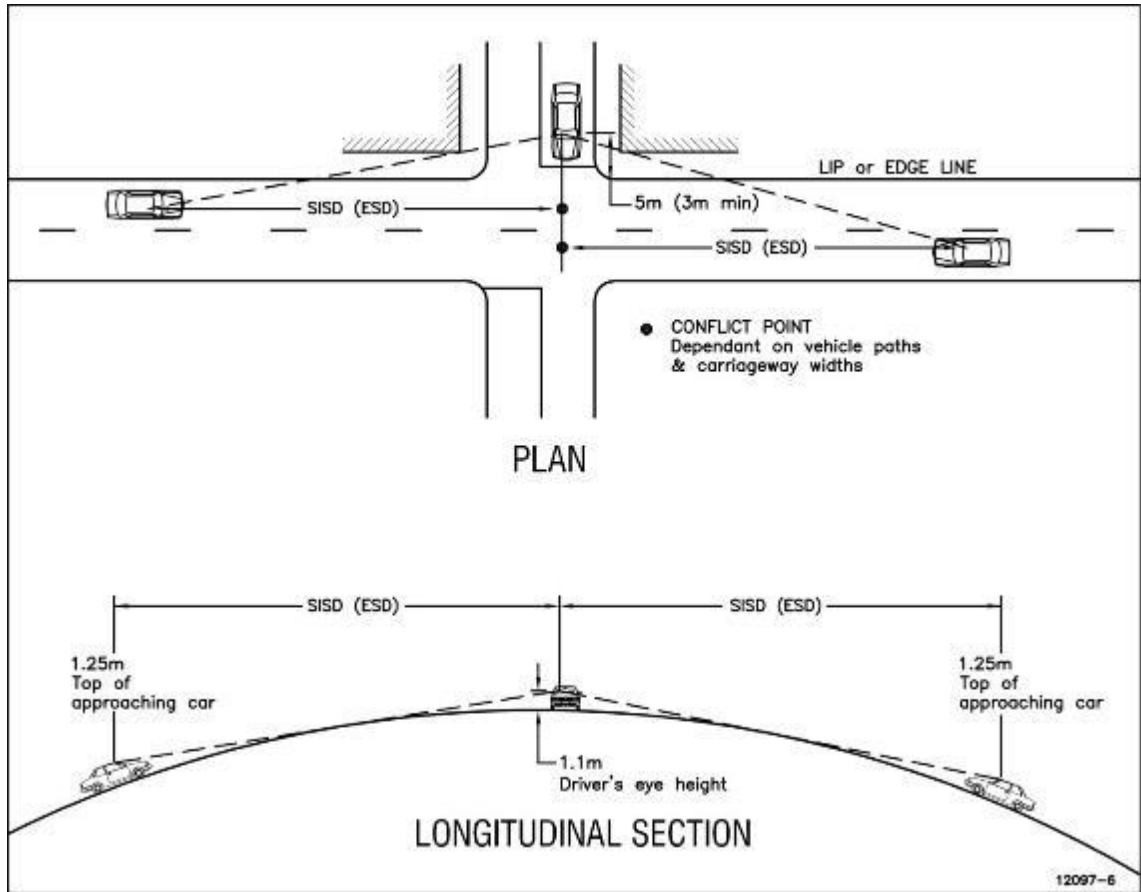 LIP or EDGE LINE
SISD (ESD)
5m (3m min)
SISD (ESD)
CONFLICT POINT
Dependant on vehicle paths
& carriageway widths
PLAN
SISD (ESD)
SISD (ESD)
1.25m
Top of
approaching car
1.25m
Top of
approaching car
1.1m
Driver's eye height
LONGITUDINAL SECTION
12097-6